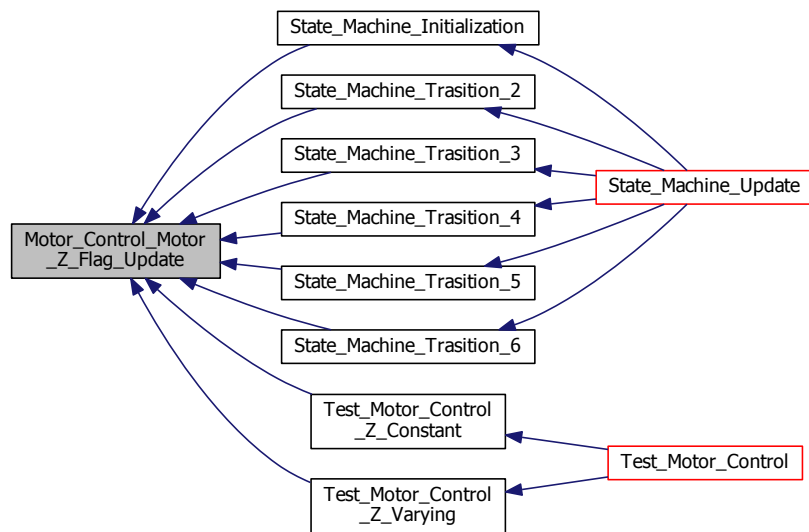 State_Machine_Initialization
State_Machine_Trasition_2
State_Machine_Trasition_3
State_Machine_Update
State_Machine_Trasition_4
Motor_Control_Motor
_Z_Flag_Update
State_Machine_Trasition_5
State_Machine_Trasition_6
Test_Motor_Control
_Z_Constant
Test_Motor_Control
Test_Motor_Control
_Z_Varying